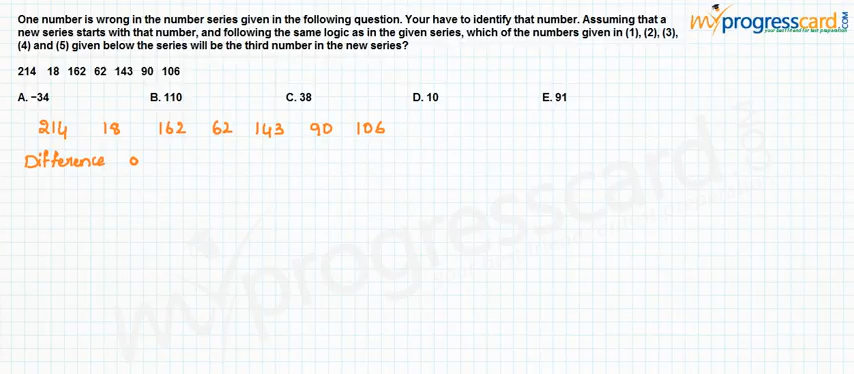 One number is wrong in the number series given in the following question. Your have to identify that number. Assuming that a
new series starts with that number, and following the same logic as in the given series, which of the numbers given in (1), (2), (3),
(4) and (5) given below the series will be the third number in the new series?
myprogresscard.COM
214 18 162 62 143 90 106
A. −34 B. 110 C. 38 D. 10 E. 91
214 18 162 62 143 90 106
Difference o
myprogresscard